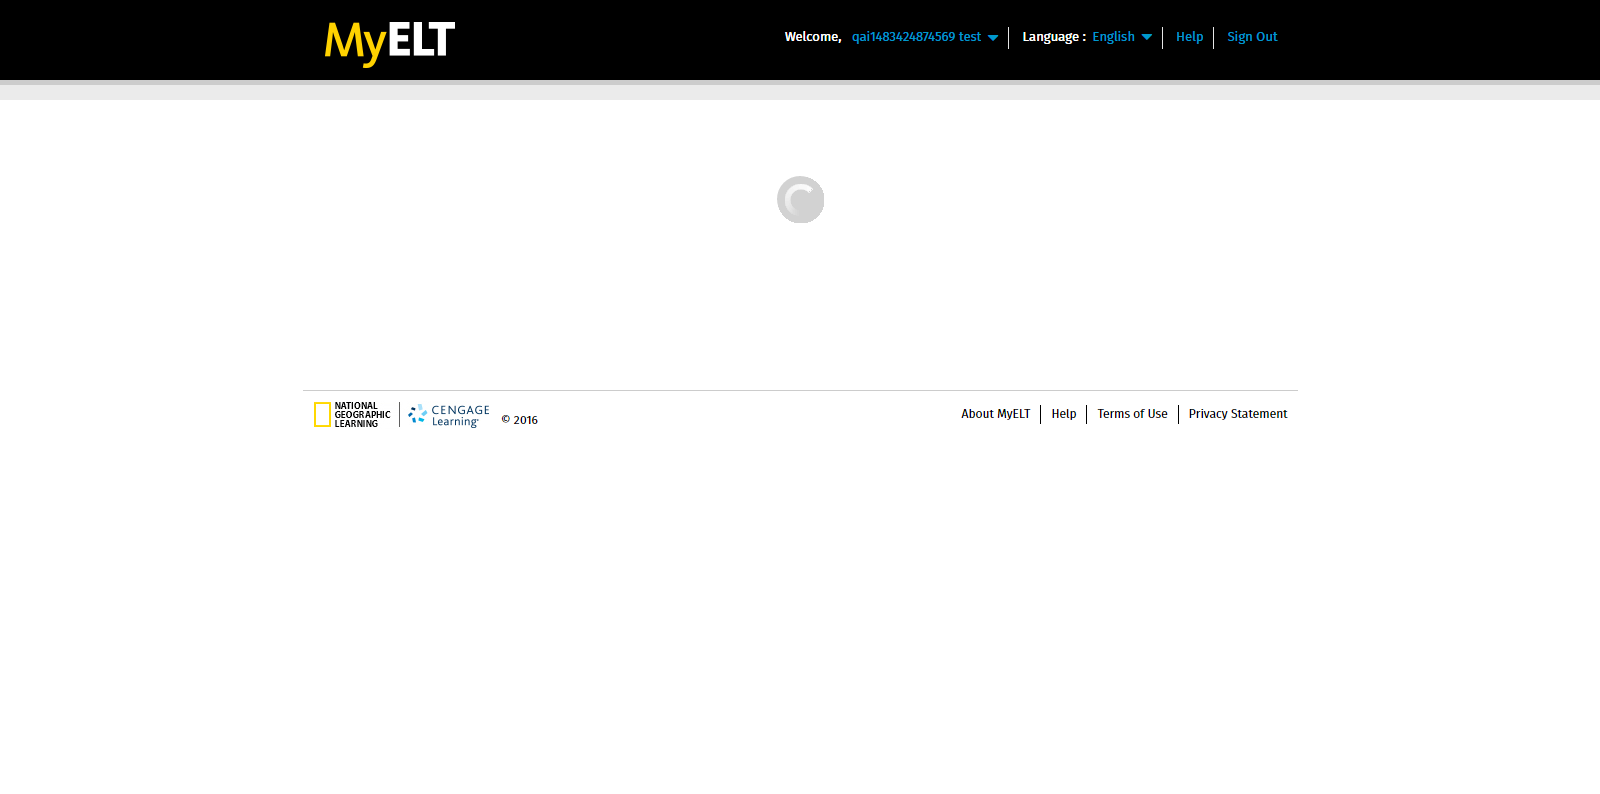 MyELT
Welcome, qai1483424874569 test
Language : English
Help
Sign Out
NATIONAL
GEOGRAPHIC
LEARNING
CENGAGE
Learning®
© 2016
About MyELT
Help
Terms of Use
Privacy Statement